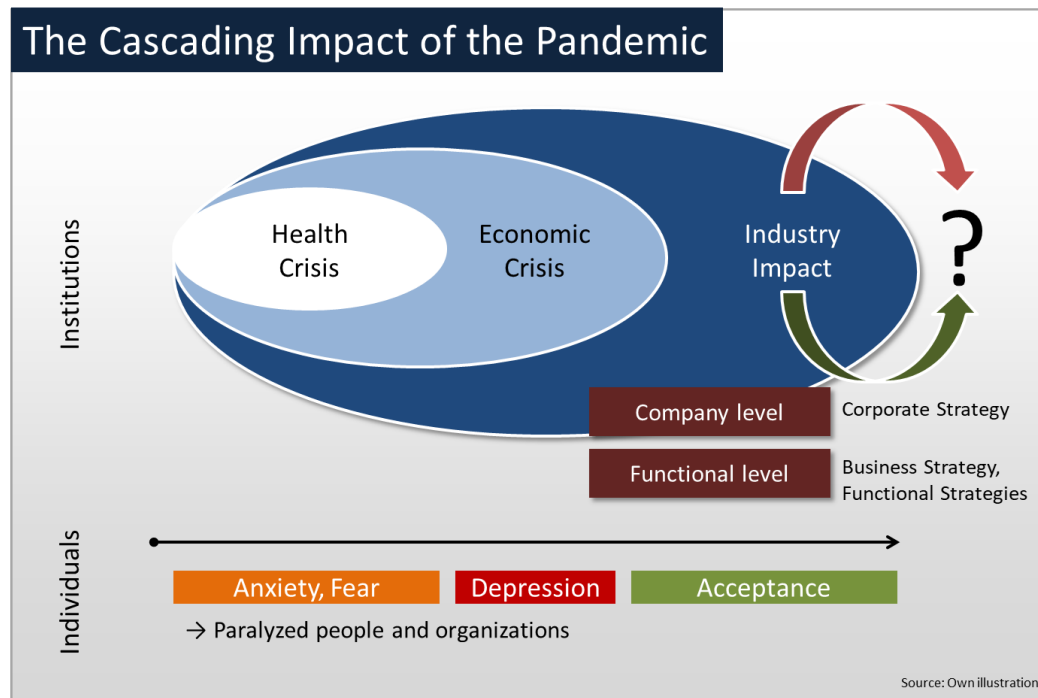 The Cascading Impact of the Pandemic
Institutions
Health
Crisis
Economic
Crisis
Industry
Impact
?
Company level
Corporate Strategy
Functional level
Business Strategy,
Functional Strategies
Individuals
Anxiety, Fear
Depression
Acceptance
→ Paralyzed people and organizations
Source: Own illustration